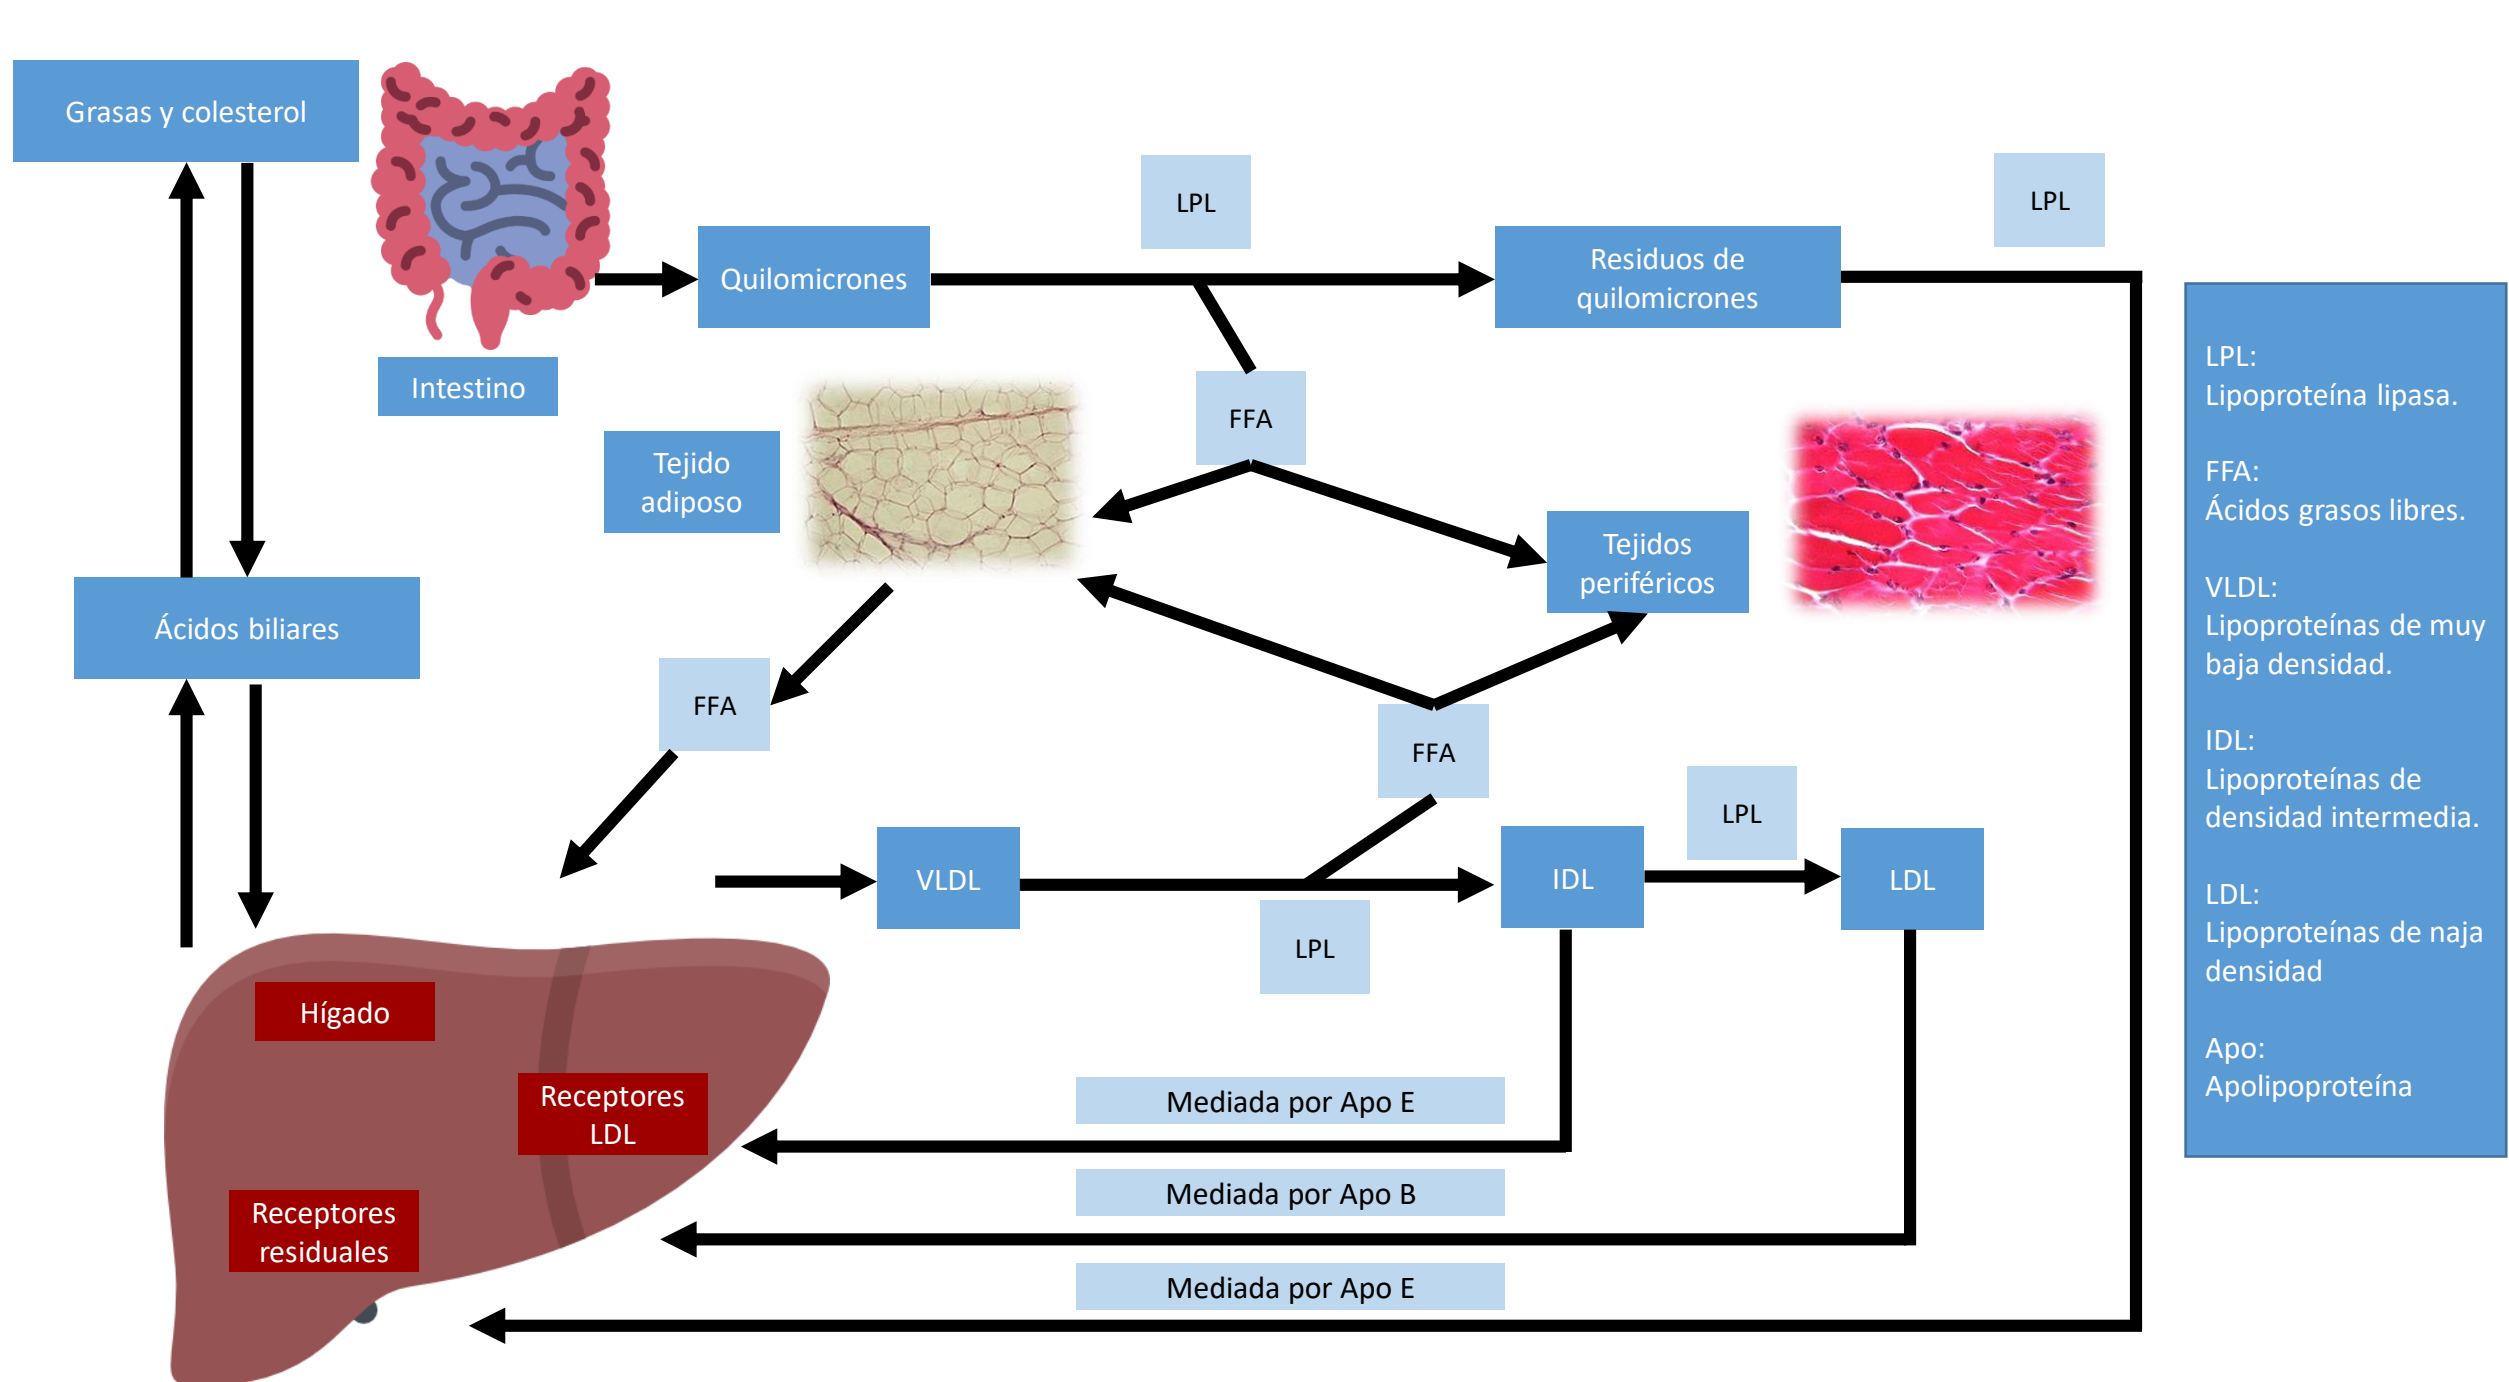 Grasas y colesterol
LPL
LPL
Quilomicrones
Residuos de
quilomicrones
Intestino
FFA
Tejido
adiposo
Tejidos
periféricos
Ácidos biliares
FFA
FFA
LPL
VLDL
IDL
LDL
LPL
Hígado
Receptores
LDL
Mediada por Apo E
Mediada por Apo B
Receptores
residuales
Mediada por Apo E
LPL:
Lipoproteína lipasa.
FFA:
Ácidos grasos libres.
VLDL:
Lipoproteínas de muy
baja densidad.
IDL:
Lipoproteínas de
densidad intermedia.
LDL:
Lipoproteínas de naja
densidad
Apo:
Apolipoproteína